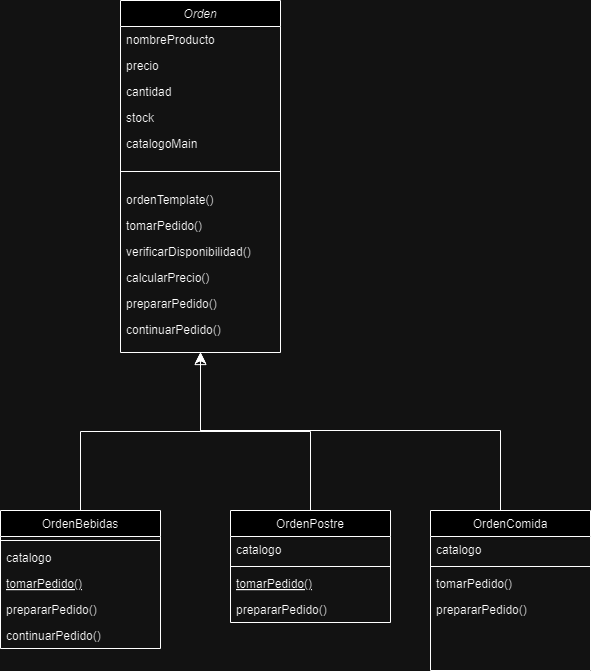 Orden
nombreProducto
precio
cantidad
stock
catalogoMain
ordenTemplate()
tomarPedido()
verificarDisponibilidad()
calcularPrecio()
prepararPedido()
continuarPedido()
OrdenBebidas
catalogo
tomarPedido()
prepararPedido()
continuarPedido()
OrdenPostre
catalogo
tomarPedido()
prepararPedido()
OrdenComida
catalogo
tomarPedido()
prepararPedido()